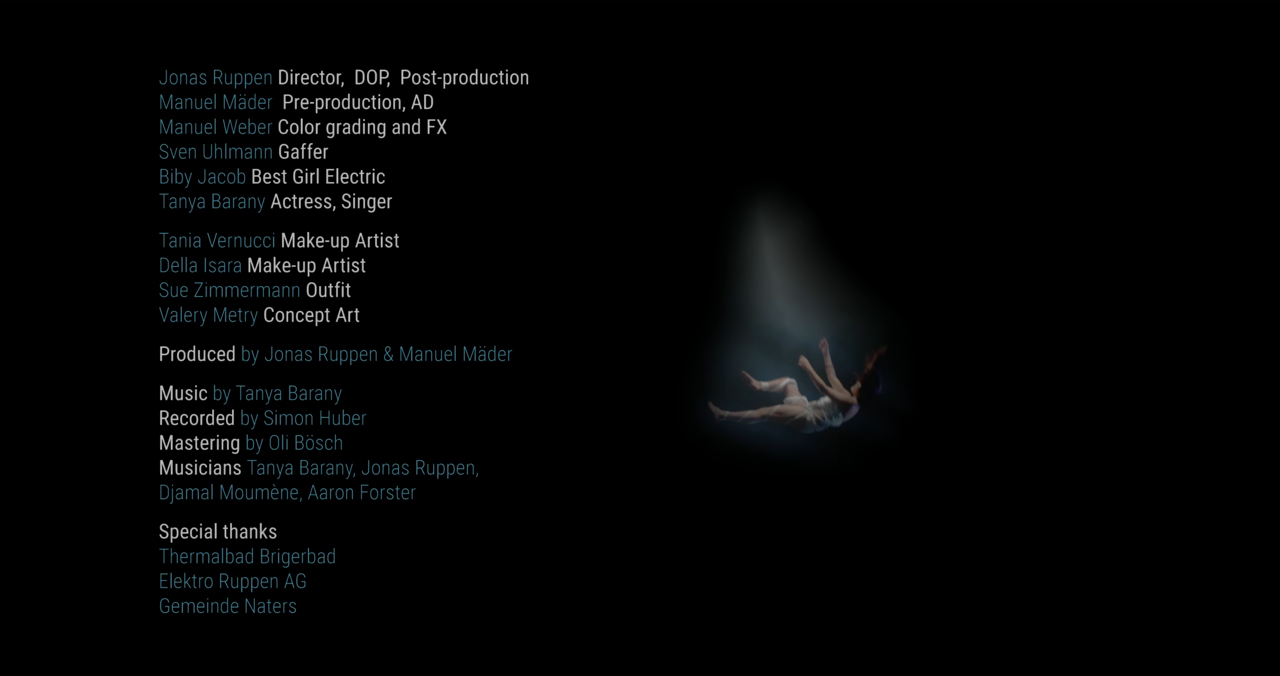 Jonas Ruppen Director, DOP, Post-production
Manuel Mäder Pre-production, AD
Manuel Weber Color grading and FX
Sven Uhlmann Gaffer
Biby Jacob Best Girl Electric
Tanya Barany Actress, Singer
Tania Vernucci Make-up Artist
Della Isara Make-up Artist
Sue Zimmermann Outfit
Valery Metry Concept Art
Produced by Jonas Ruppen & Manuel Mäder
Music by Tanya Barany
Recorded by Simon Huber
Mastering by Oli Bösch
Musicians Tanya Barany, Jonas Ruppen,
Djamal Moumène, Aaron Forster
Special thanks
Thermalbad Brigerbad
Elektro Ruppen AG
Gemeinde Naters